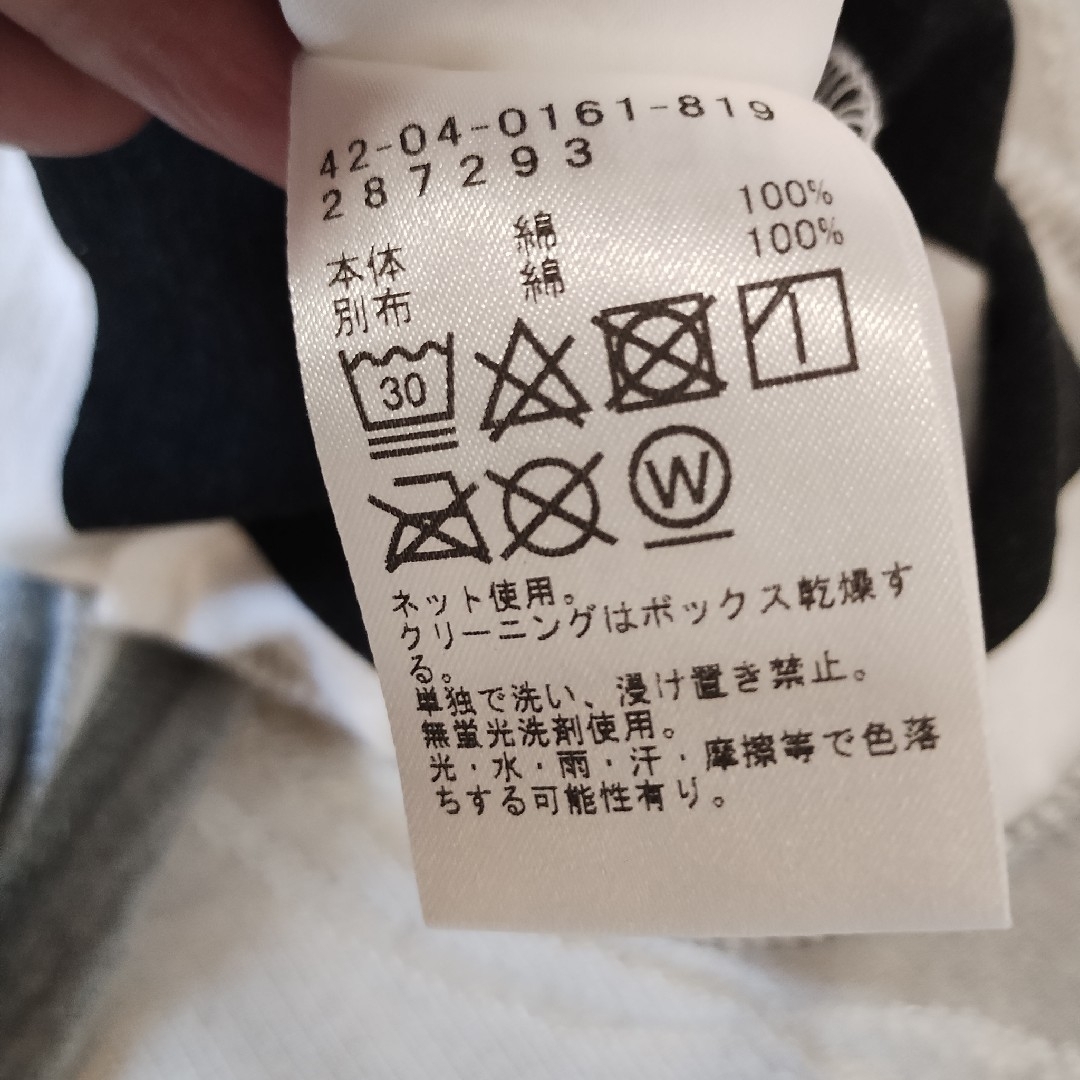 42-04-0161-819
287293
本体 綿 100%
別布 綿 100%
30
W
ネット使用。
クリーニングはボックス乾燥す
る。
単独で洗い、浸け置き禁止。
無蛍光洗剤使用。
光・水・雨・汗・摩擦等で色落
ちする可能性有り。